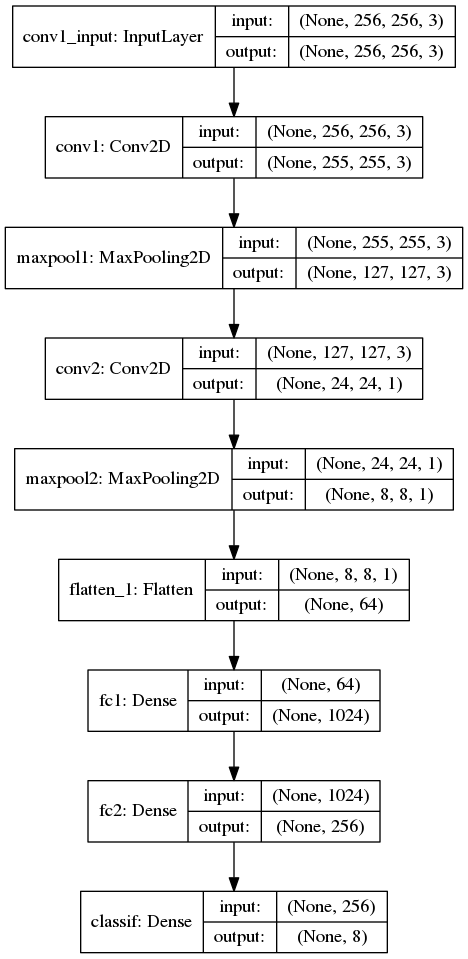 conv1_input: InputLayer
input: (None, 256, 256, 3)
output: (None, 256, 256, 3)
conv1: Conv2D
input: (None, 256, 256, 3)
output: (None, 255, 255, 3)
maxpool1: MaxPooling2D
input: (None, 255, 255, 3)
output: (None, 127, 127, 3)
conv2: Conv2D
input: (None, 127, 127, 3)
output: (None, 24, 24, 1)
maxpool2: MaxPooling2D
input: (None, 24, 24, 1)
output: (None, 8, 8, 1)
flatten_1: Flatten
input: (None, 8, 8, 1)
output: (None, 64)
fc1: Dense
input: (None, 64)
output: (None, 1024)
fc2: Dense
input: (None, 1024)
output: (None, 256)
classif: Dense
input: (None, 256)
output: (None, 8)